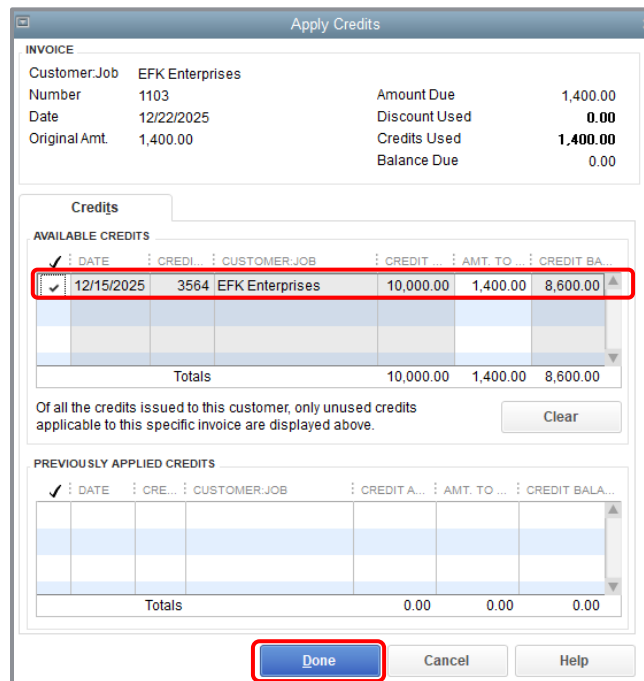 Apply Credits
INVOICE
Customer:Job EFK Enterprises
Number 1103 Amount Due 1,400.00
Date 12/22/2025 Discount Used 0.00
Original Amt. 1,400.00 Credits Used 1,400.00
Balance Due 0.00
Credits
AVAILABLE CREDITS
✓ DATE CREDI... CUSTOMER:JOB CREDIT ... AMT. TO ... CREDIT BA...
✓ 12/15/2025 3564 EFK Enterprises 10,000.00 1,400.00 8,600.00
Totals 10,000.00 1,400.00 8,600.00
Of all the credits issued to this customer, only unused credits
applicable to this specific invoice are displayed above.
Clear
PREVIOUSLY APPLIED CREDITS
✓ DATE CRE... CUSTOMER:JOB CREDIT A... AMT. TO ... CREDIT BALA...
Totals 0.00 0.00 0.00
Done Cancel Help